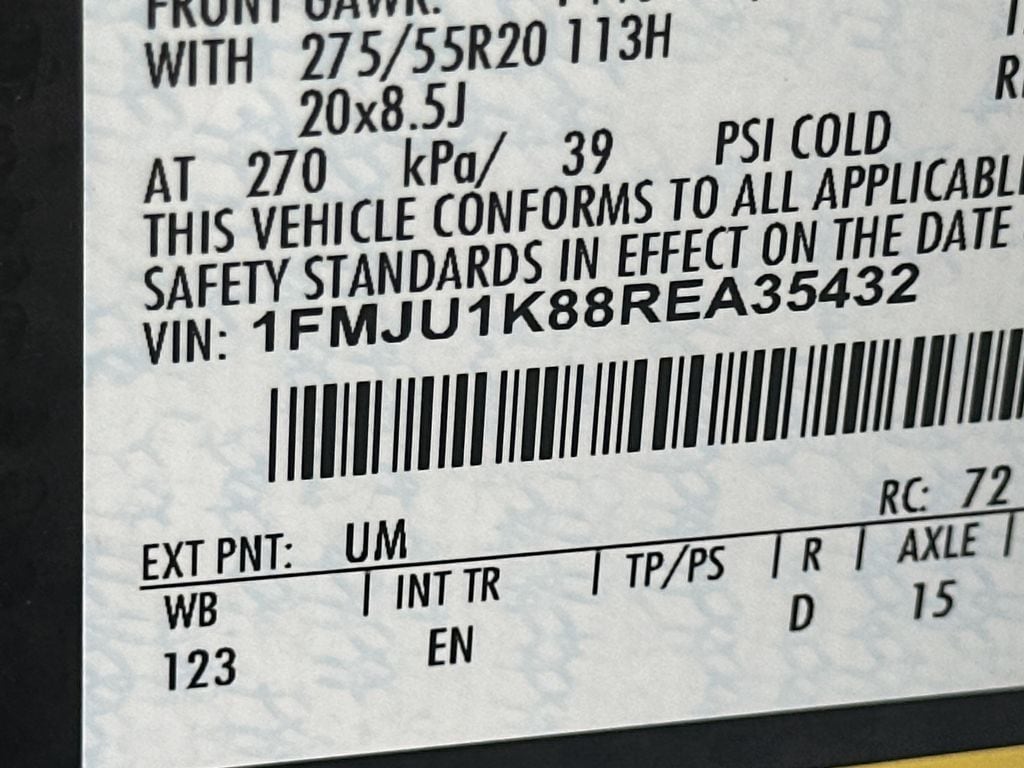 FRONT GAWR:
WITH 275/55R20 113H
20x8.5J
AT 270 kPa/ 39 PSI COLD
THIS VEHICLE CONFORMS TO ALL APPLICABL
SAFETY STANDARDS IN EFFECT ON THE DATE
VIN: 1FMJU1K88REA35432
RC: 72
EXT PNT: UM
WB | INT TR | TP/PS | R | AXLE |
123 EN D 15